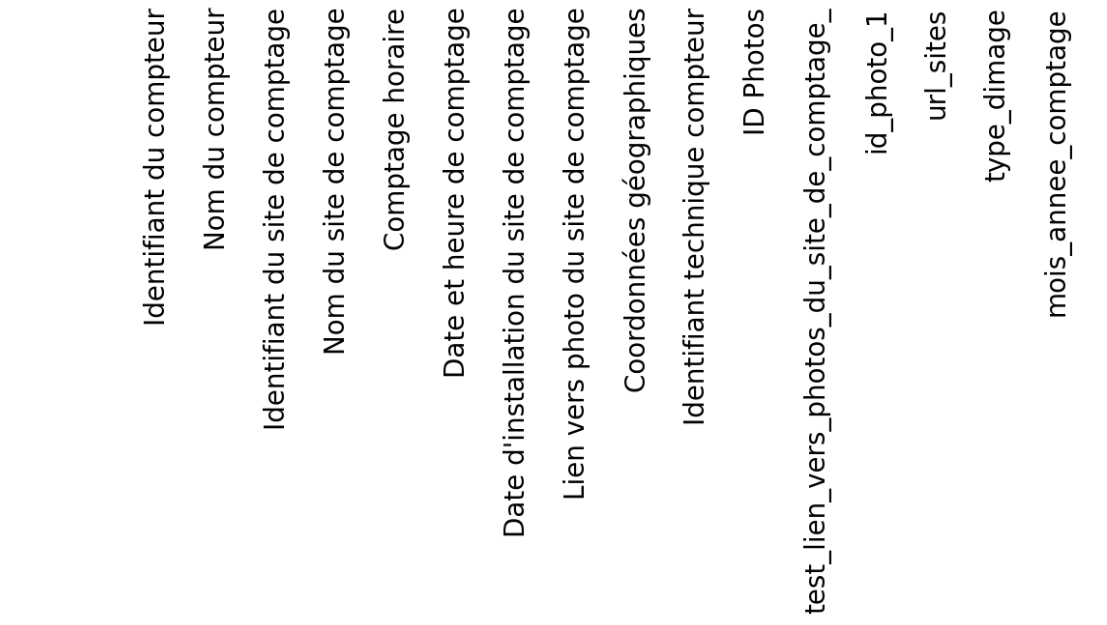 Identifiant du compteur
Nom du compteur
Identifiant du site de comptage
Nom du site de comptage
Comptage horaire
Date et heure de comptage
Date d'installation du site de comptage
Lien vers photo du site de comptage
Coordonnées géographiques
Identifiant technique compteur
ID Photos
test_lien_vers_photos_du_site_de_comptage_
id_photo_1
url_sites
type_dimage
mois_annee_comptage